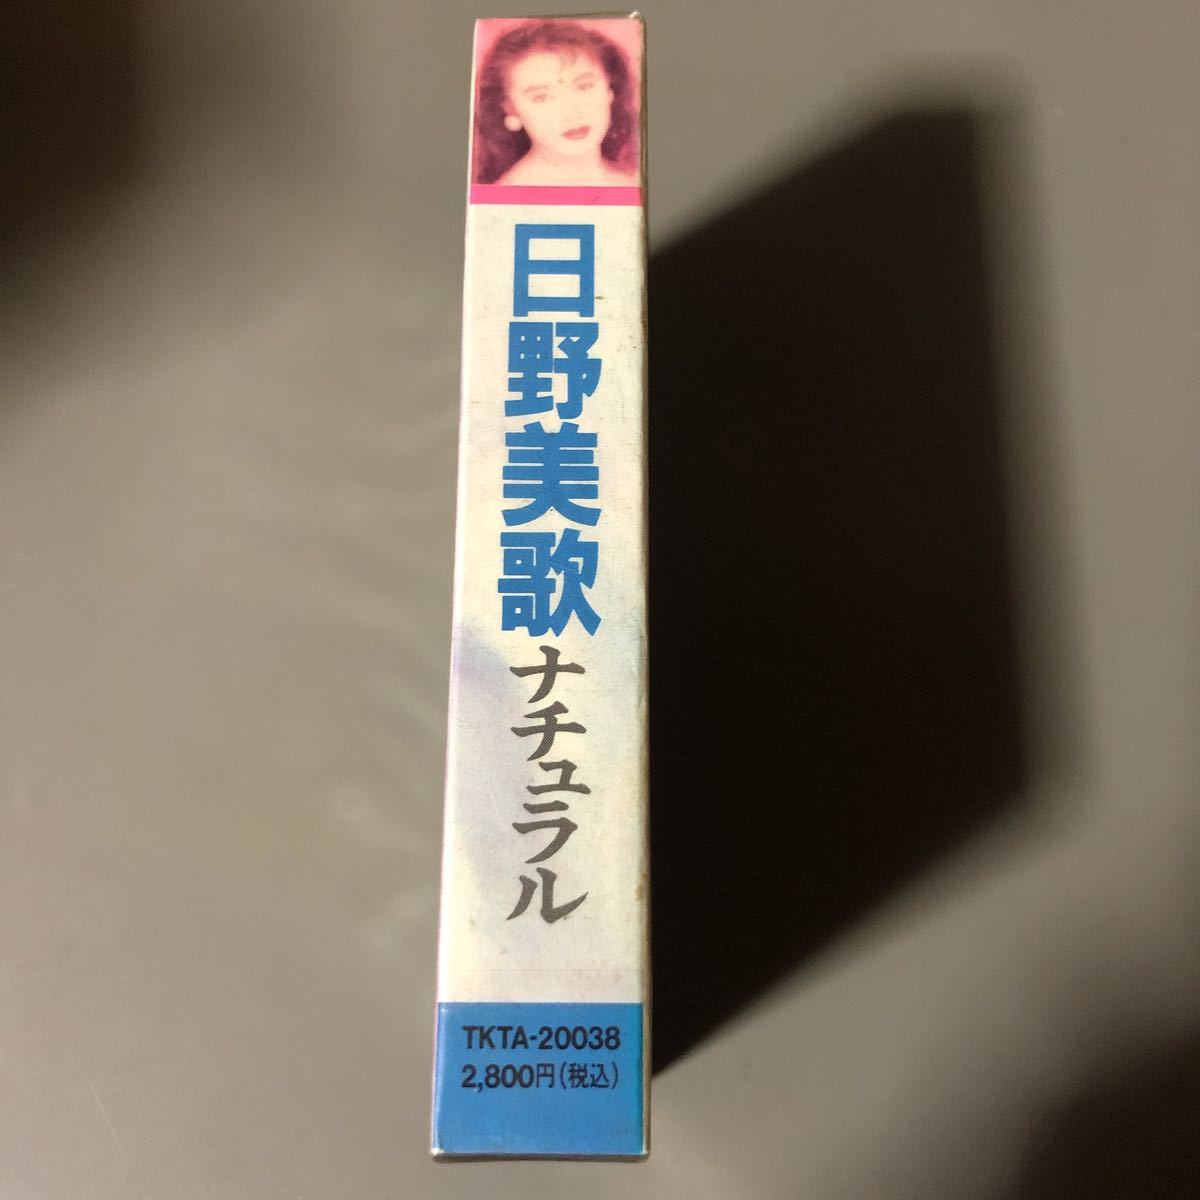 日野美歌
ナチュラル
TKTA-20038
2,800円(税込)